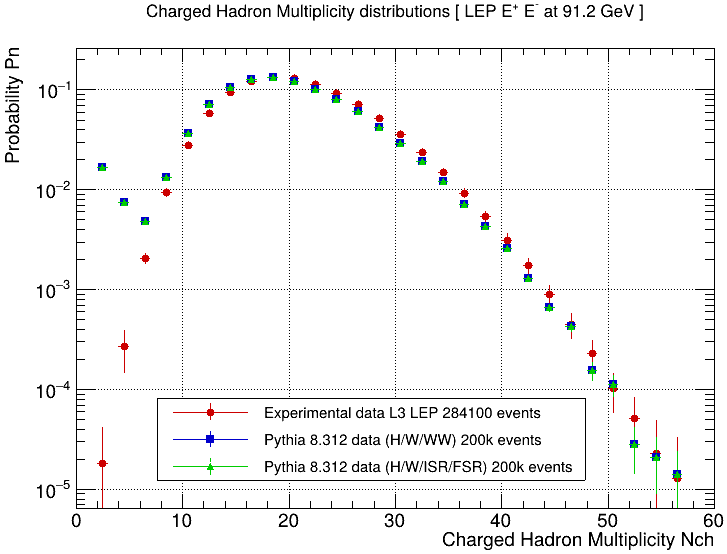 Charged Hadron Multiplicity distributions [ LEP E⁺ E⁻ at 91.2 GeV ]
Probability Pn
10⁻¹
10⁻²
10⁻³
10⁻⁴
10⁻⁵
Experimental data L3 LEP 284100 events
Pythia 8.312 data (H/W/WW) 200k events
Pythia 8.312 data (H/W/ISR/FSR) 200k events
0 10 20 30 40 50 60
Charged Hadron Multiplicity Nch